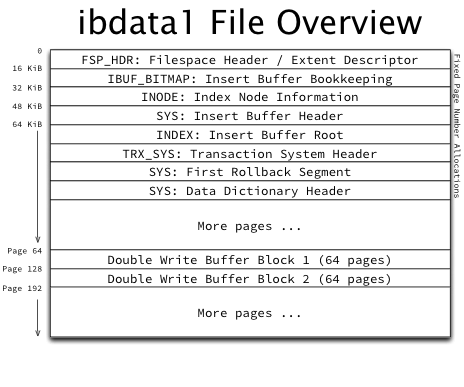 ibdata1 File Overview
0
FSP_HDR: Filespace Header / Extent Descriptor
16 KiB
IBUF_BITMAP: Insert Buffer Bookkeeping
32 KiB
INODE: Index Node Information
48 KiB
SYS: Insert Buffer Header
64 KiB
INDEX: Insert Buffer Root
TRX_SYS: Transaction System Header
SYS: First Rollback Segment
SYS: Data Dictionary Header
Fixed Page Number Allocations
More pages ...
Page 64
Double Write Buffer Block 1 (64 pages)
Page 128
Double Write Buffer Block 2 (64 pages)
Page 192
More pages ...